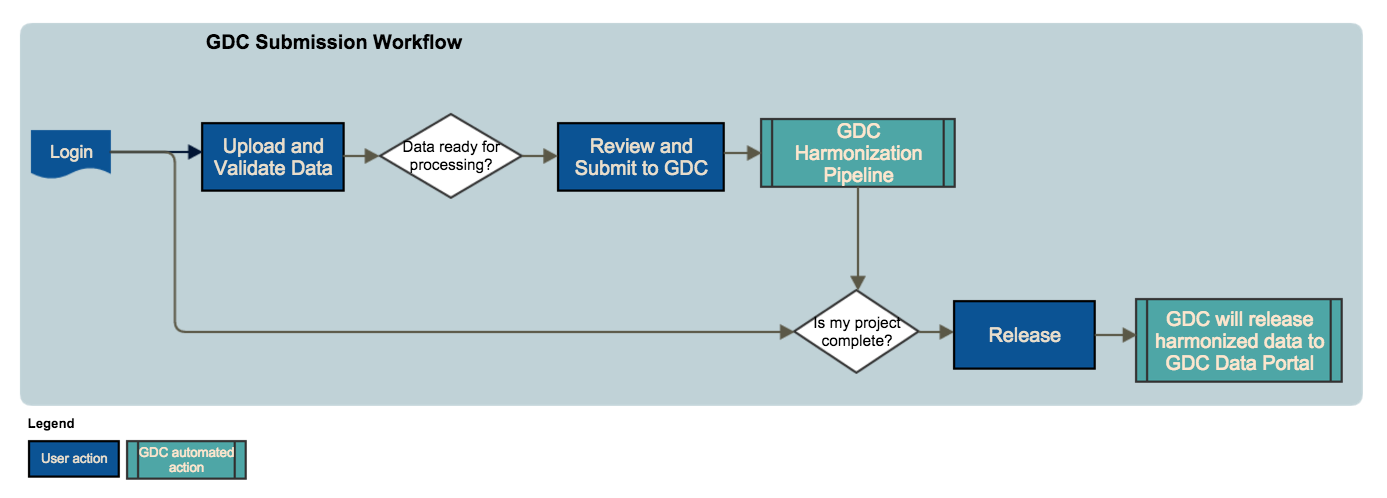 GDC Submission Workflow
Login
Upload and
Validate Data
Data ready for
processing?
Review and
Submit to GDC
GDC
Harmonization
Pipeline
Is my project
complete?
Release
GDC will release
harmonized data to
GDC Data Portal
Legend
User action
GDC automated
action